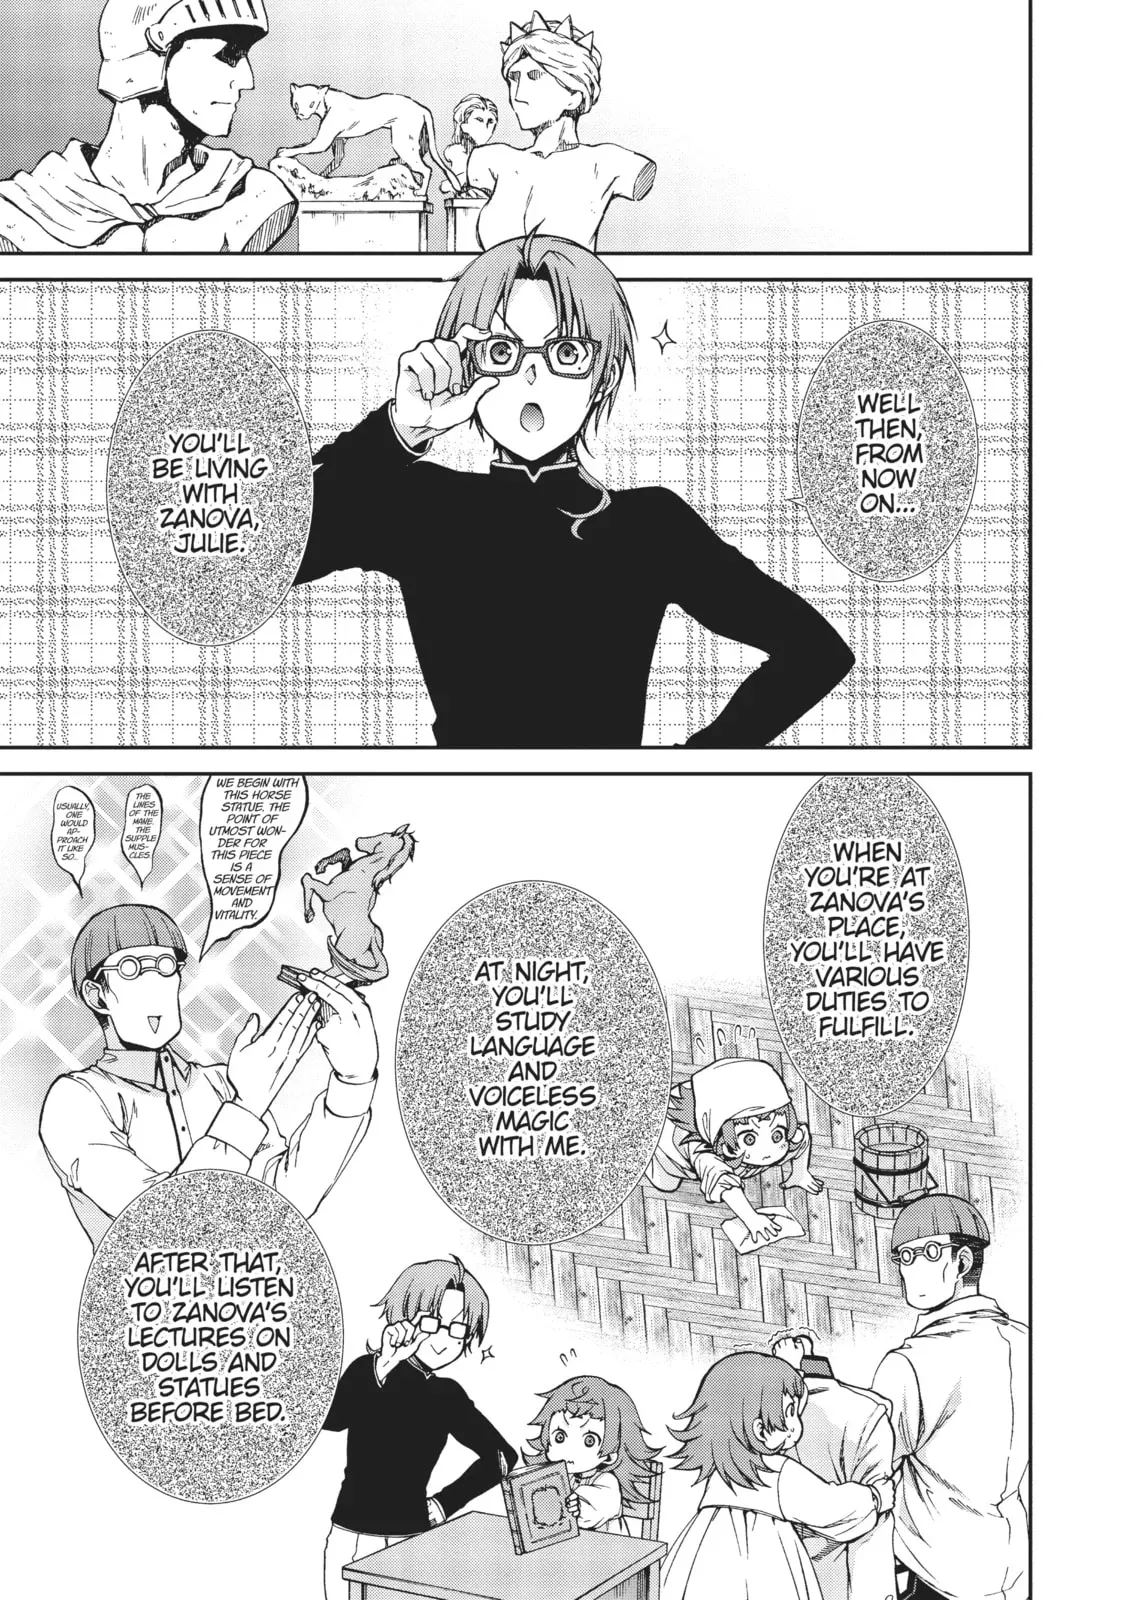 WELL
THEN,
FROM
NOW
ON...
YOU'LL
BE LIVING
WITH
ZANOVA,
JULIE.
WHEN
YOU'RE AT
ZANOVA'S
PLACE,
YOU'LL HAVE
VARIOUS
DUTIES TO
FULFILL.
AT NIGHT,
YOU'LL
STUDY
LANGUAGE
AND
VOICELESS
MAGIC
WITH ME.
WE BEGIN WITH
THIS HORSE
STATUE. THE
POINT OF
UTMOST WON-
DER FOR
THIS PIECE
IS A
SENSE OF
MOVEMENT
AND
VITALITY.
THE
LINES
OF THE
MANE. THE
SUPPLE
MUS-
CLES.
USUALLY,
ONE
WOULD
AP-
PROACH
IT LIKE
SO...
AFTER THAT,
YOU'LL LISTEN
TO ZANOVA'S
LECTURES ON
DOLLS AND
STATUES
BEFORE BED.